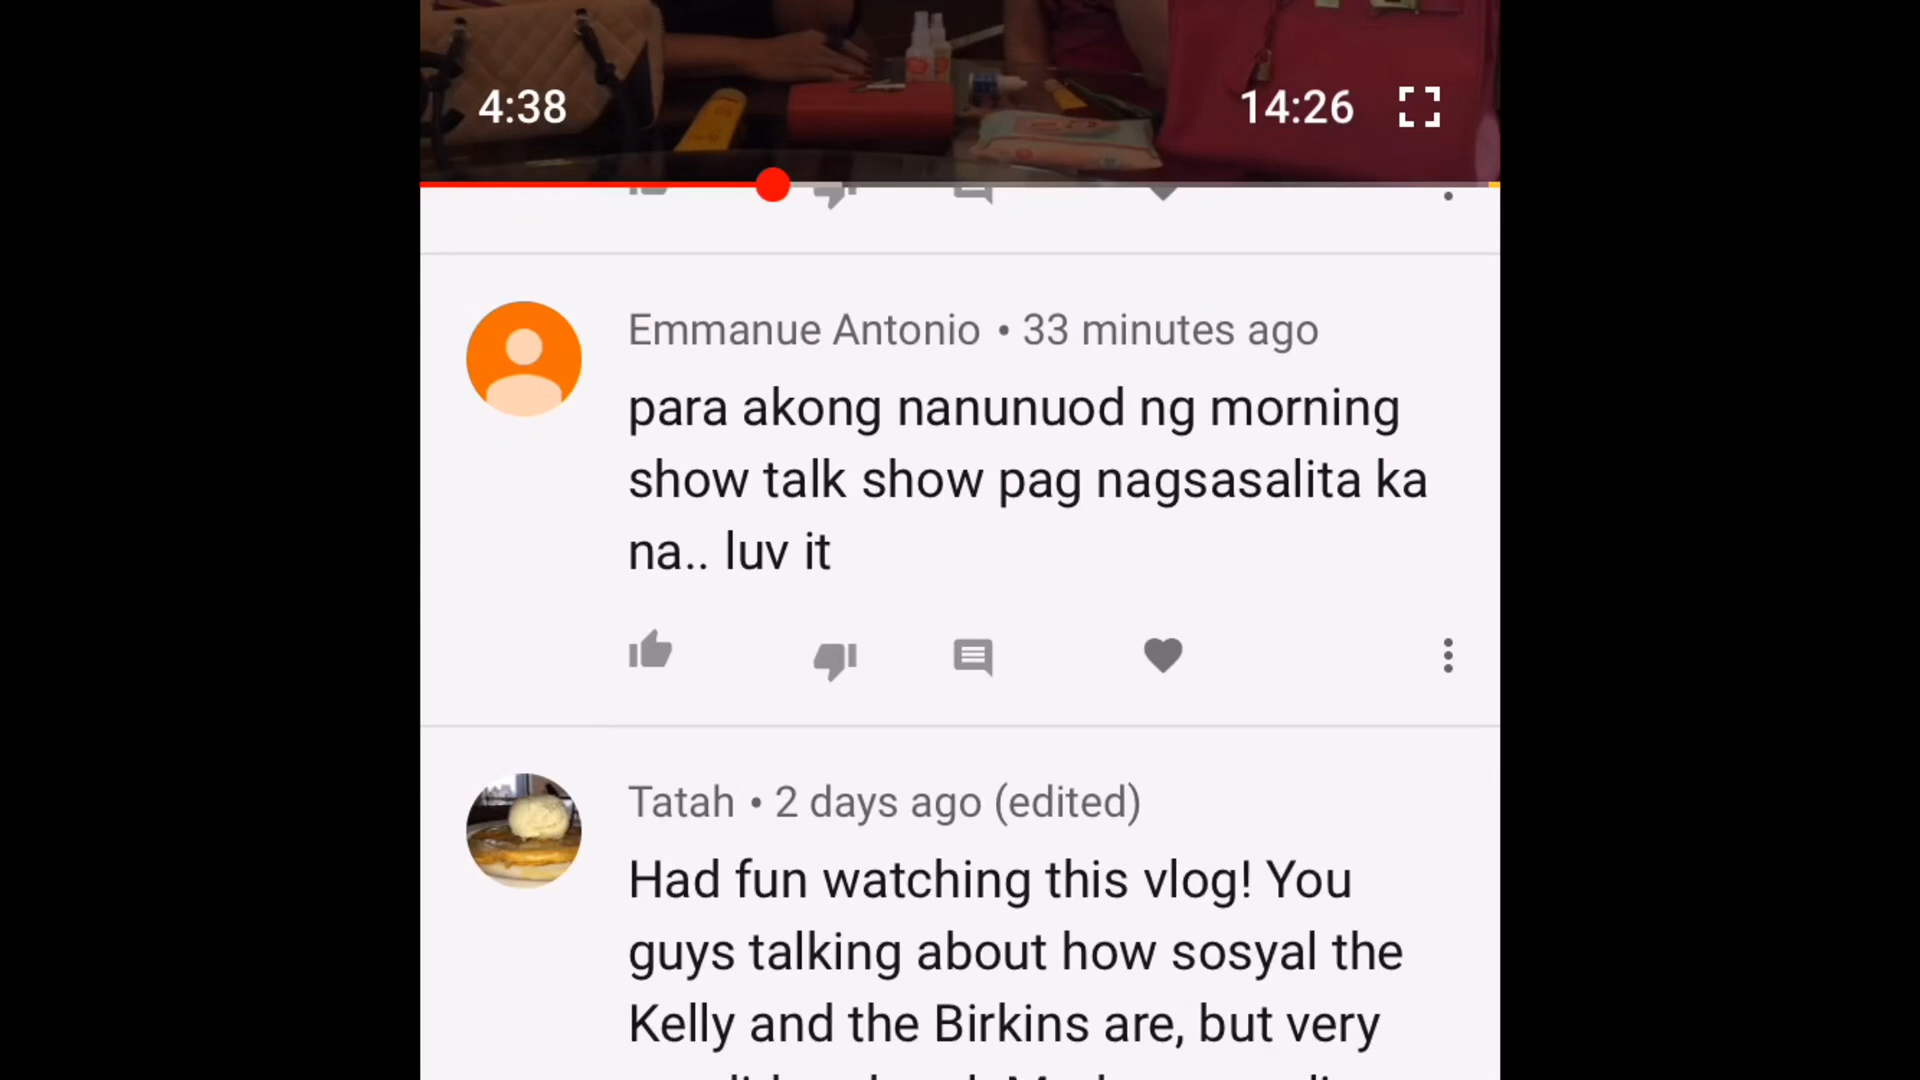 4:38
14:26
Emmanue Antonio • 33 minutes ago
para akong nanunuod ng morning
show talk show pag nagsasalita ka
na.. luv it
Tatah • 2 days ago (edited)
Had fun watching this vlog! You
guys talking about how sosyal the
Kelly and the Birkins are, but very